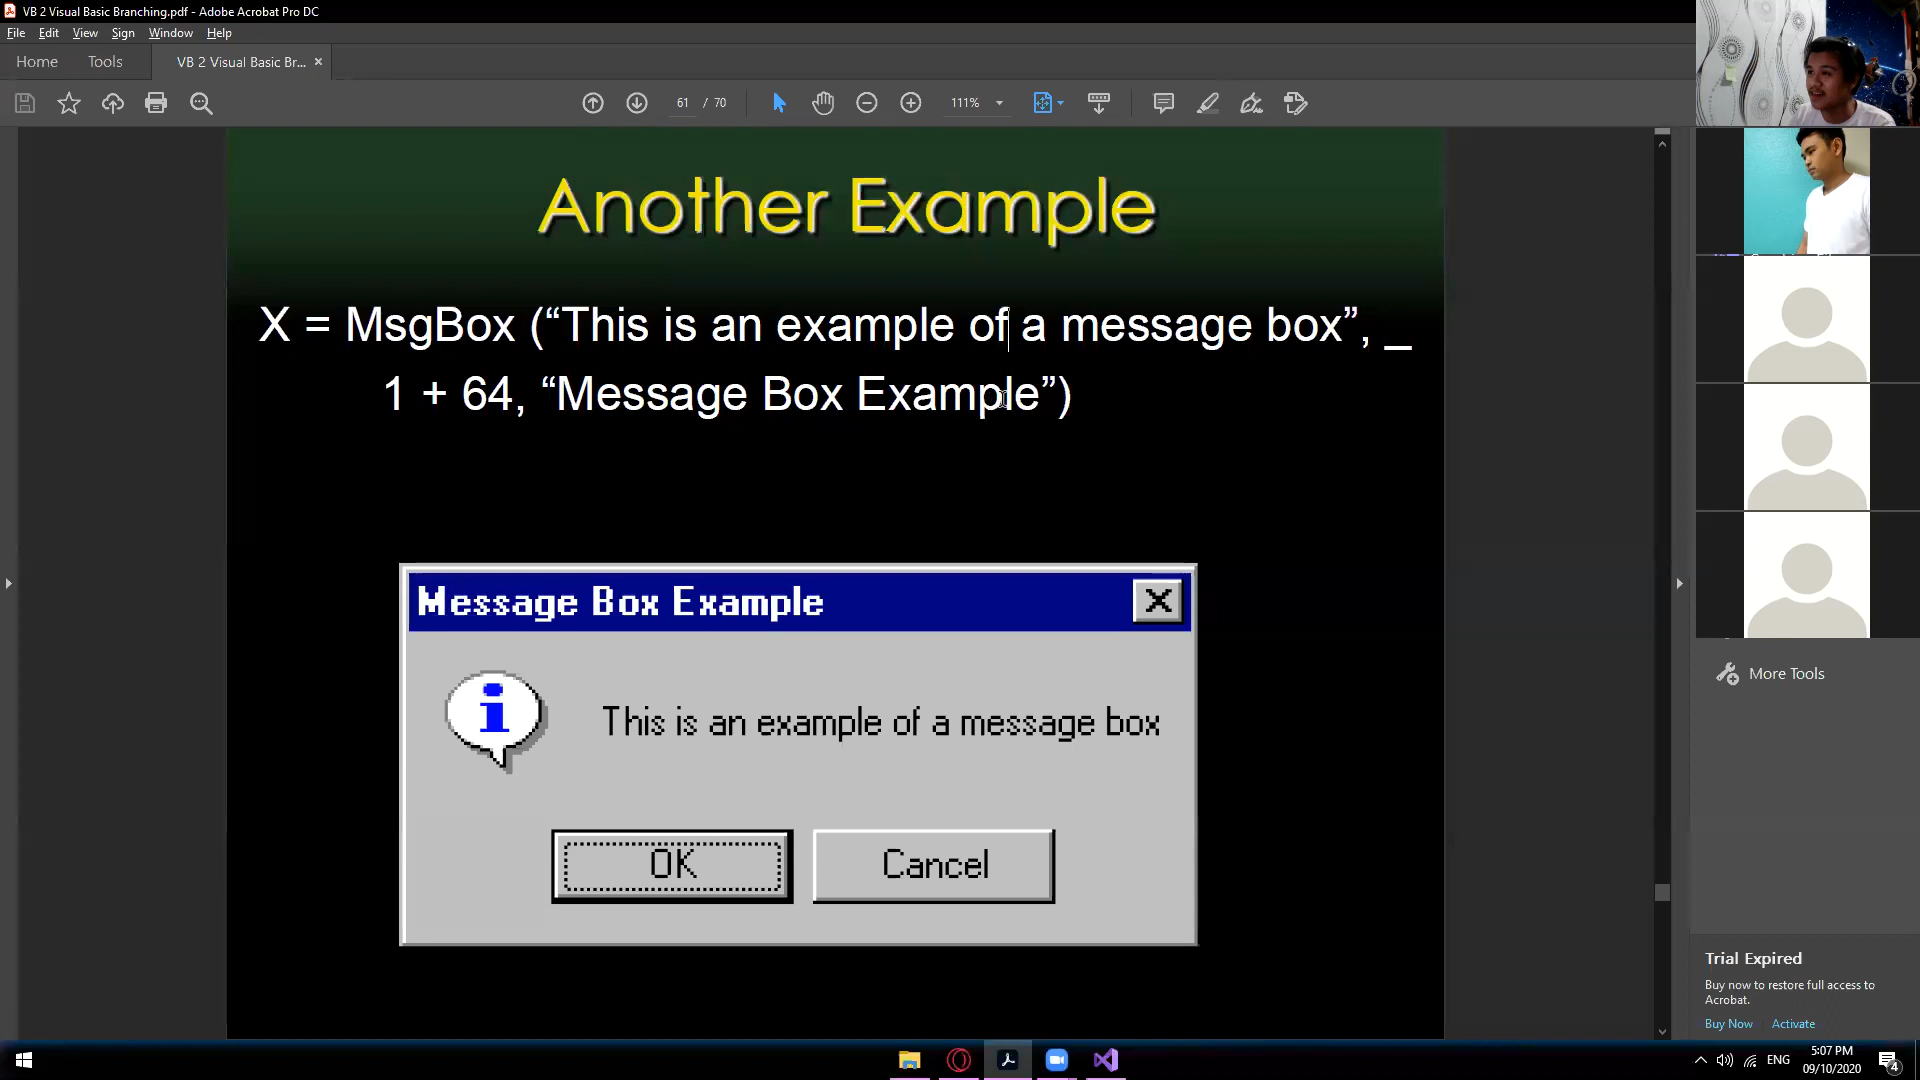 VB 2 Visual Basic Branching.pdf - Adobe Acrobat Pro DC
File Edit View Sign Window Help
Home Tools VB 2 Visual Basic Br... ×
61 / 70 111%
Another Example
X = MsgBox (“This is an example of a message box”, _
1 + 64, “Message Box Example”)
Message Box Example
This is an example of a message box
OK Cancel
More Tools
Trial Expired
Buy now to restore full access to
Acrobat.
Buy Now Activate
ENG 5:07 PM
09/10/2020
4